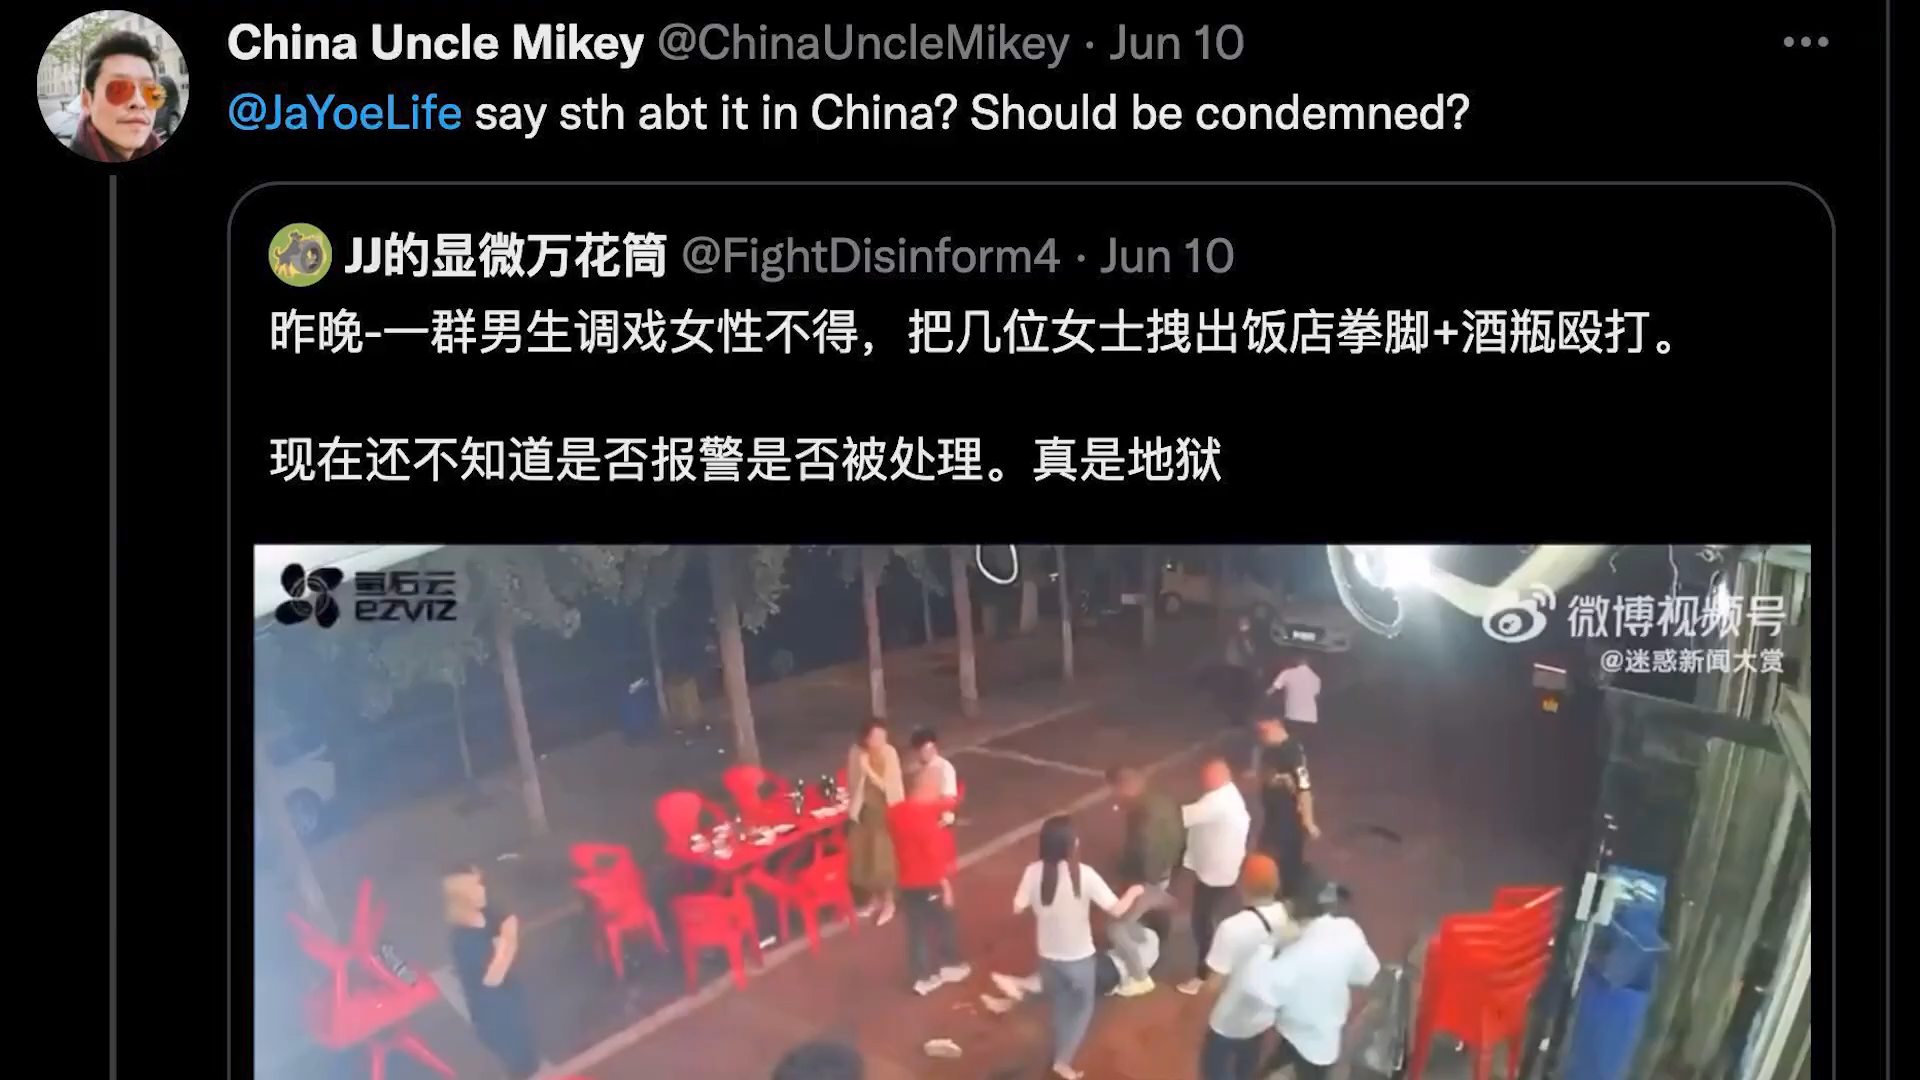 China Uncle Mikey @ChinaUncleMikey · Jun 10
@JaYoeLife say sth abt it in China? Should be condemned?
JJ的显微万花筒 @FightDisinform4 · Jun 10
昨晚-一群男生调戏女性不得，把几位女士拽出饭店拳脚+酒瓶殴打。
现在还不知道是否报警是否被处理。真是地狱
萤石云
ezviz
微博视频号
@迷惑新闻大赏